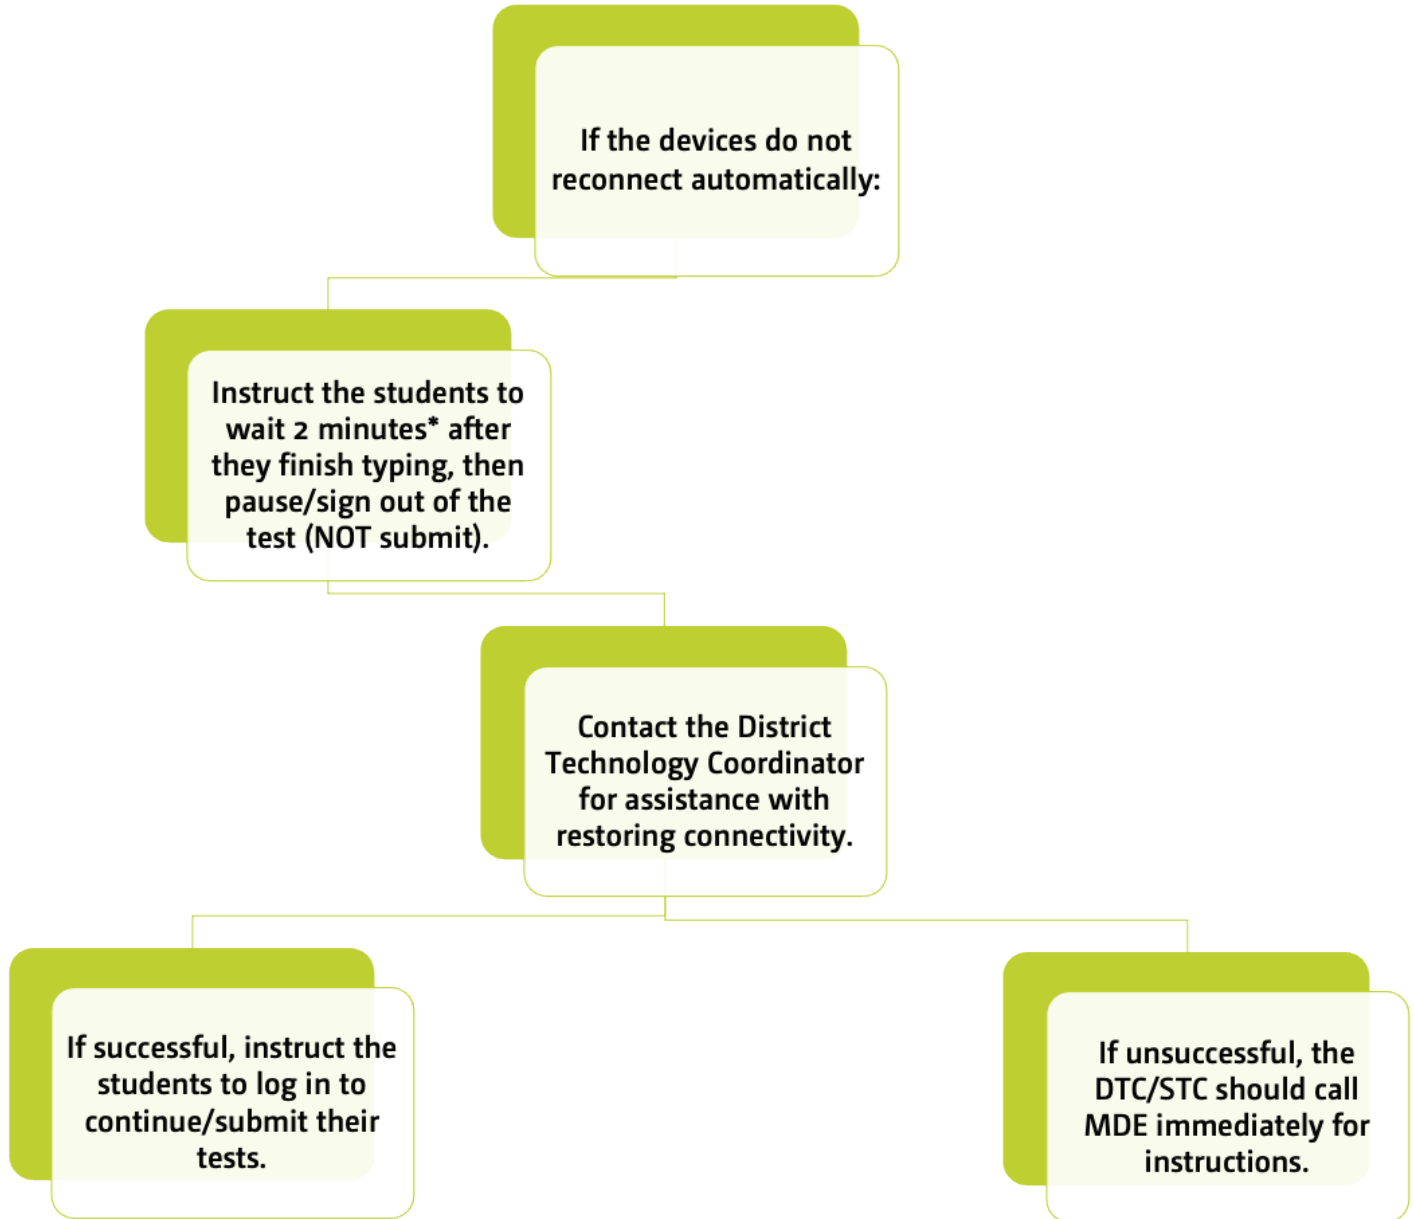 If the devices do not
reconnect automatically:
Instruct the students to
wait 2 minutes* after
they finish typing, then
pause/sign out of the
test (NOT submit).
Contact the District
Technology Coordinator
for assistance with
restoring connectivity.
If successful, instruct the
students to log in to
continue/submit their
tests.
If unsuccessful, the
DTC/STC should call
MDE immediately for
instructions.